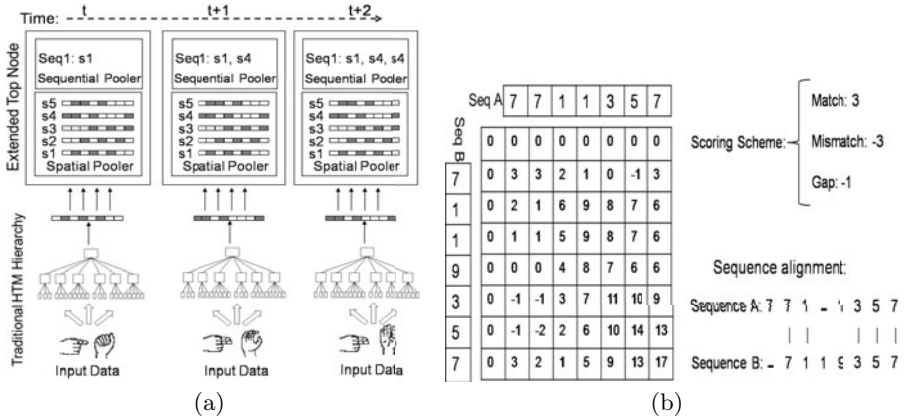 Time: t t+1 t+2
Extended Top Node
Seq1: s1
Sequential Pooler
s5
s4
s3
s2
s1
Spatial Pooler
Seq1: s1, s4
Sequential Pooler
Spatial Pooler
Seq1: s1, s4, s4
Sequential Pooler
s5
s4
s3
s2
s1
Spatial Pooler
Traditional HTM Hierarchy
Input Data
Input Data
Input Data
(a)
Seq A 7 7 1 1 3 5 7
Seq B
0 0 0 0 0 0 0
7 0 3 3 2 1 0 -1 3
1 0 2 1 6 9 8 7 6
1 0 1 1 5 9 8 7 6
9 0 0 0 4 8 7 6 6
3 0 -1 -1 3 7 11 10 9
5 0 -1 -2 2 6 10 14 13
7 0 3 2 1 5 9 13 17
Scoring Scheme:
Match: 3
Mismatch: -3
Gap: -1
Sequence alignment:
Sequence A: 7 7 1 - 3 5 7
Sequence B: - 7 1 1 9 3 5 7
(b)